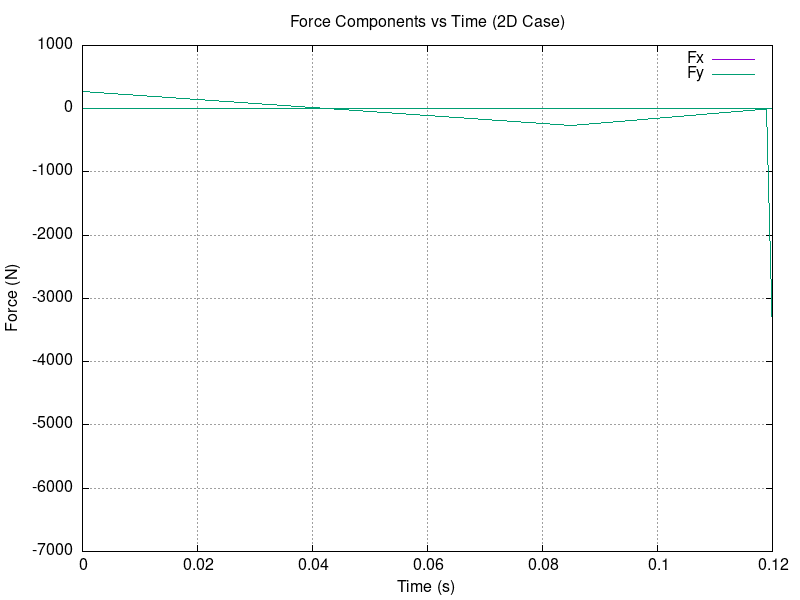 Force Components vs Time (2D Case)
1000
0
-1000
-2000
-3000
-4000
-5000
-6000
-7000
Force (N)
Fx
Fy
0 0.02 0.04 0.06 0.08 0.1 0.12
Time (s)